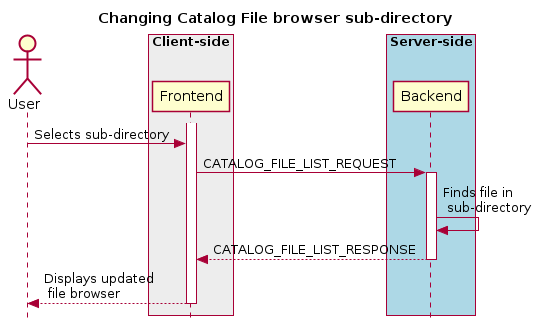 Changing Catalog File browser sub-directory
Client-side
Server-side
User
Frontend
Backend
Selects sub-directory
CATALOG_FILE_LIST_REQUEST
Finds file in
sub-directory
CATALOG_FILE_LIST_RESPONSE
Displays updated
file browser